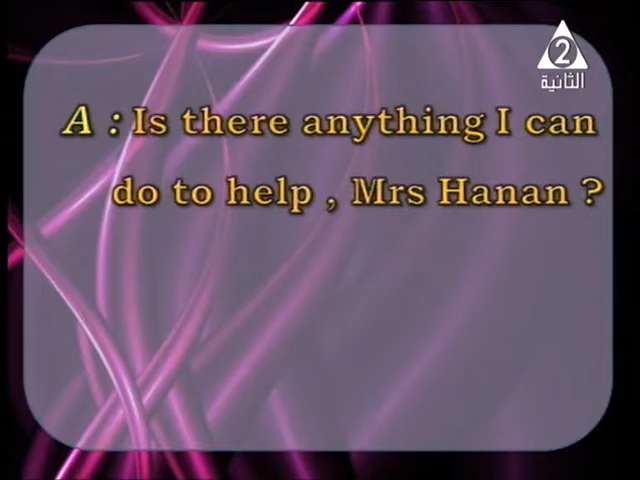 2
الثانية
A : Is there anything I can
do to help , Mrs Hanan ?